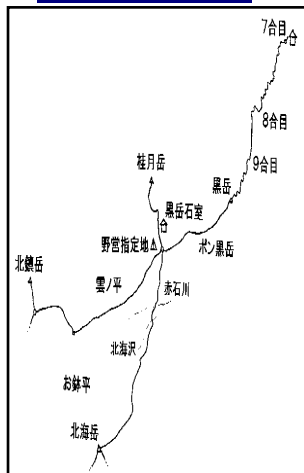 7合目
8合目
9合目
桂月岳
黒岳
黒岳石室
野営指定地
ポン黒岳
北鎮岳
雲ノ平
赤石川
北海沢
お鉢平
北海岳